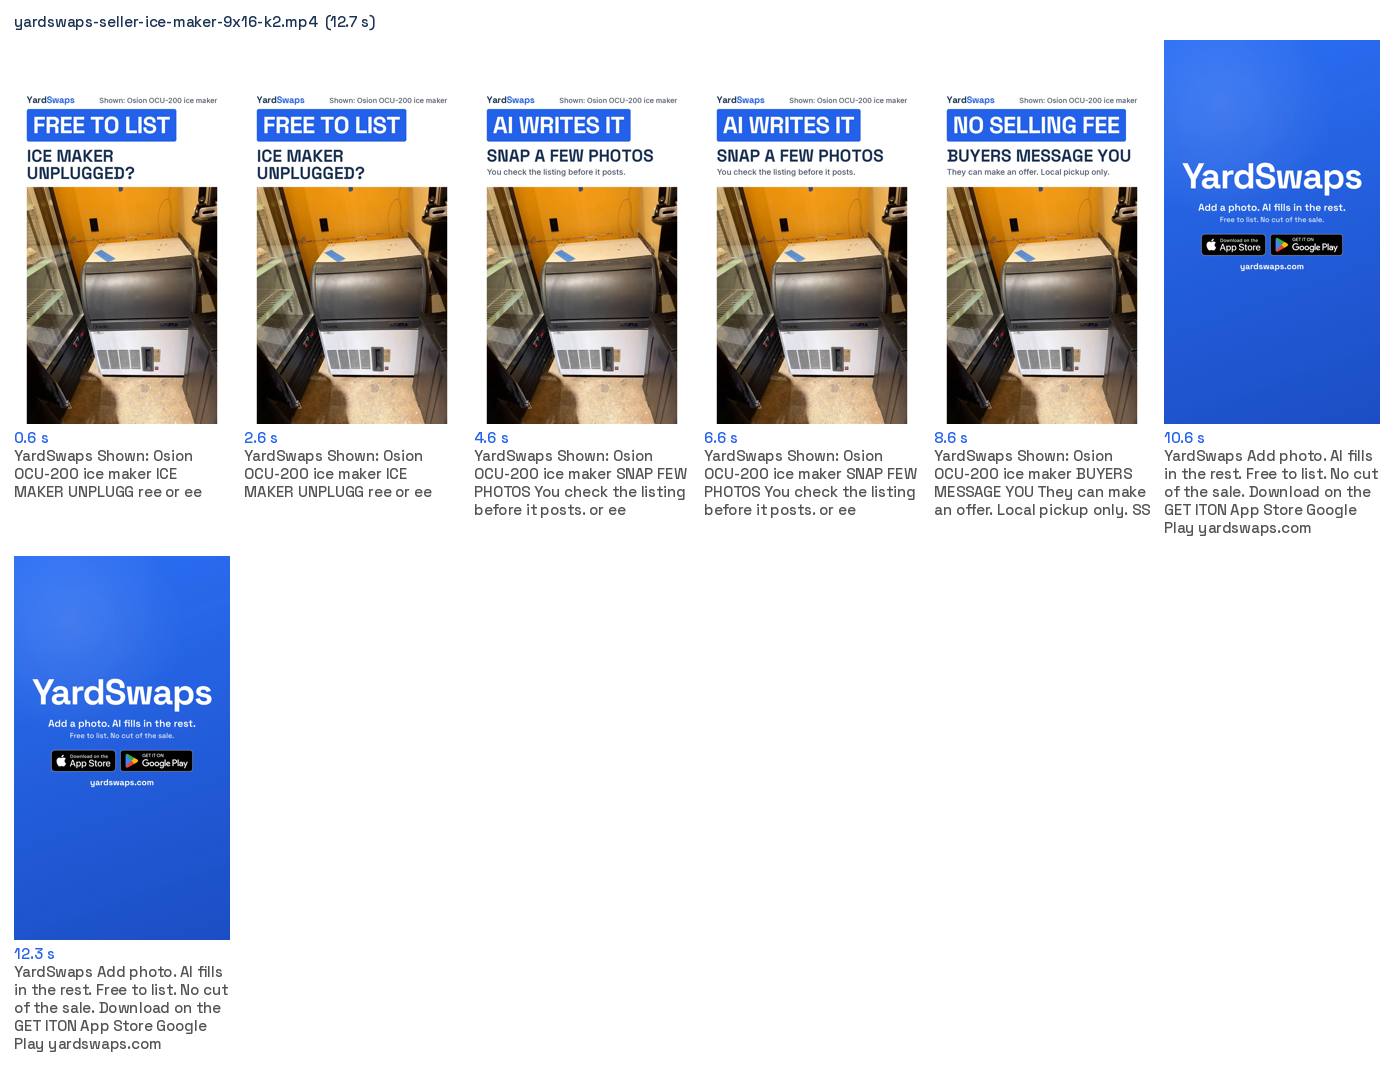 yardswaps-seller-ice-maker-9x16-k2.mp4 (12.7 s)
YardSwaps Shown: Osion OCU-200 ice maker
FREE TO LIST
ICE MAKER
UNPLUGGED?
0.6 s
YardSwaps Shown: Osion
OCU-200 ice maker ICE
MAKER UNPLUGG ree or ee
YardSwaps Shown: Osion OCU-200 ice maker
FREE TO LIST
ICE MAKER
UNPLUGGED?
2.6 s
YardSwaps Shown: Osion
OCU-200 ice maker ICE
MAKER UNPLUGG ree or ee
YardSwaps Shown: Osion OCU-200 ice maker
AI WRITES IT
SNAP A FEW PHOTOS
You check the listing before it posts.
4.6 s
YardSwaps Shown: Osion
OCU-200 ice maker SNAP FEW
PHOTOS You check the listing
before it posts. or ee
YardSwaps Shown: Osion OCU-200 ice maker
AI WRITES IT
SNAP A FEW PHOTOS
You check the listing before it posts.
6.6 s
YardSwaps Shown: Osion
OCU-200 ice maker SNAP FEW
PHOTOS You check the listing
before it posts. or ee
YardSwaps Shown: Osion OCU-200 ice maker
NO SELLING FEE
BUYERS MESSAGE YOU
They can make an offer. Local pickup only.
8.6 s
YardSwaps Shown: Osion
OCU-200 ice maker BUYERS
MESSAGE YOU They can make
an offer. Local pickup only. SS
YardSwaps
Add a photo. AI fills in the rest.
Free to list. No cut of the sale.
Download on the App Store GET IT ON Google Play
yardswaps.com
10.6 s
YardSwaps Add photo. AI fills
in the rest. Free to list. No cut
of the sale. Download on the
GET ITON App Store Google
Play yardswaps.com
YardSwaps
Add a photo. AI fills in the rest.
Free to list. No cut of the sale.
Download on the App Store GET IT ON Google Play
yardswaps.com
12.3 s
YardSwaps Add photo. AI fills
in the rest. Free to list. No cut
of the sale. Download on the
GET ITON App Store Google
Play yardswaps.com